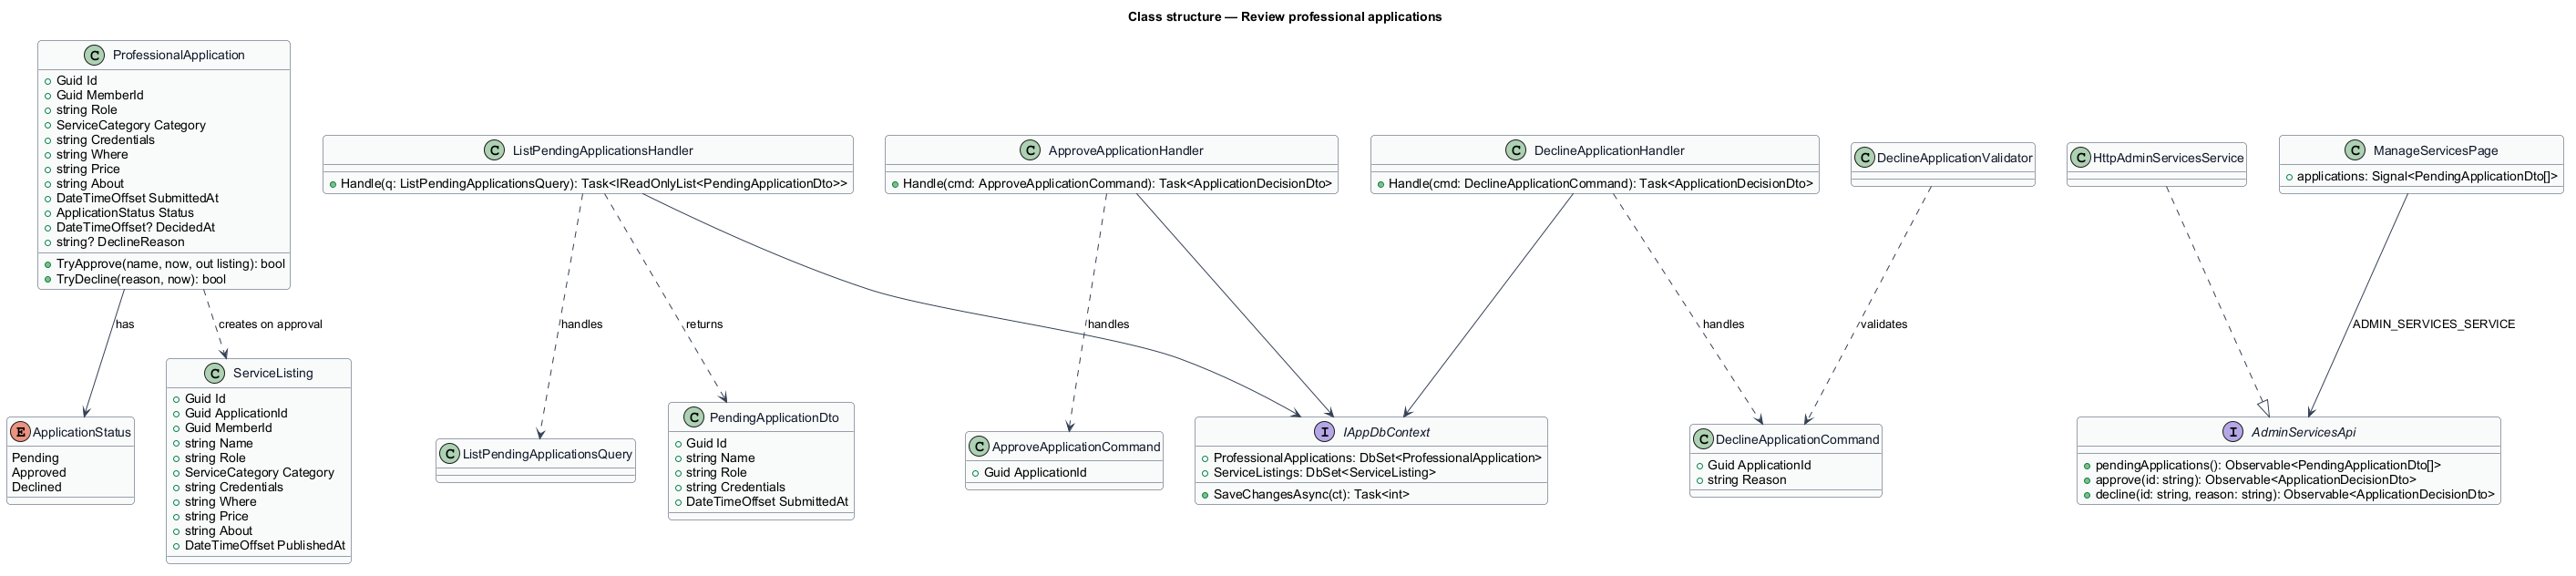 Class structure — Review professional applications
C ProfessionalApplication
Guid Id
Guid MemberId
string Role
ServiceCategory Category
string Credentials
string Where
string Price
string About
DateTimeOffset SubmittedAt
ApplicationStatus Status
DateTimeOffset? DecidedAt
string? DeclineReason
TryApprove(name, now, out listing): bool
TryDecline(reason, now): bool
C ListPendingApplicationsHandler
Handle(q: ListPendingApplicationsQuery): Task<IReadOnlyList<PendingApplicationDto>>
C ApproveApplicationHandler
Handle(cmd: ApproveApplicationCommand): Task<ApplicationDecisionDto>
C DeclineApplicationHandler
Handle(cmd: DeclineApplicationCommand): Task<ApplicationDecisionDto>
C DeclineApplicationValidator
C HttpAdminServicesService
C ManageServicesPage
applications: Signal<PendingApplicationDto[]>
has
creates on approval
handles
returns
handles
handles
validates
ADMIN_SERVICES_SERVICE
E ApplicationStatus
Pending
Approved
Declined
C ServiceListing
Guid Id
Guid ApplicationId
Guid MemberId
string Name
string Role
ServiceCategory Category
string Credentials
string Where
string Price
string About
DateTimeOffset PublishedAt
C ListPendingApplicationsQuery
C PendingApplicationDto
Guid Id
string Name
string Role
string Credentials
DateTimeOffset SubmittedAt
C ApproveApplicationCommand
Guid ApplicationId
I IAppDbContext
ProfessionalApplications: DbSet<ProfessionalApplication>
ServiceListings: DbSet<ServiceListing>
SaveChangesAsync(ct): Task<int>
C DeclineApplicationCommand
Guid ApplicationId
string Reason
I AdminServicesApi
pendingApplications(): Observable<PendingApplicationDto[]>
approve(id: string): Observable<ApplicationDecisionDto>
decline(id: string, reason: string): Observable<ApplicationDecisionDto>